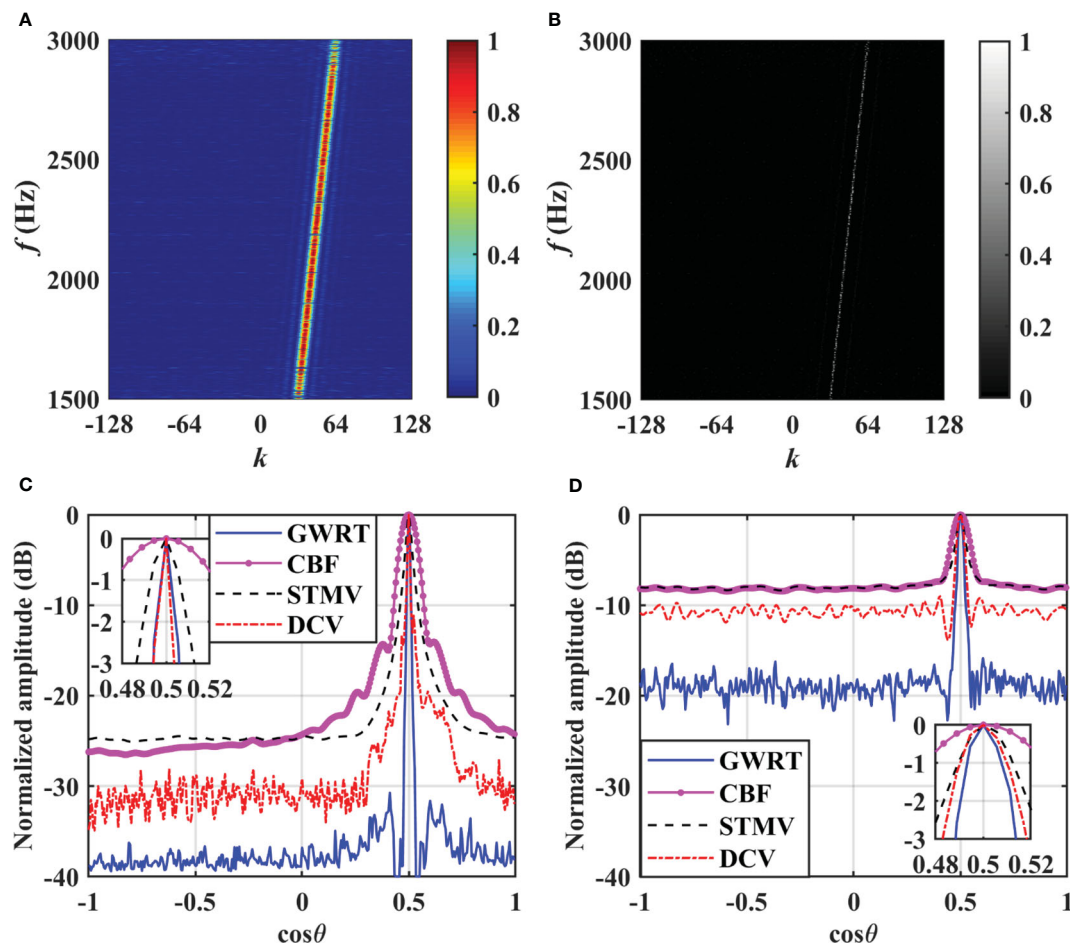 A
3000
2500
2000
1500
f (Hz)
-128 -64 0 64 128
k
1
0.8
0.6
0.4
0.2
0
B
3000
2500
2000
1500
f (Hz)
-128 -64 0 64 128
k
1
0.8
0.6
0.4
0.2
0
C
0
-10
-20
-30
-40
Normalized amplitude (dB)
-1 -0.5 0 0.5 1
cosθ
0
-1
-2
-3
0.48 0.50 0.52
GWRT
CBF
STMV
DCV
D
0
-10
-20
-30
-40
Normalized amplitude (dB)
-1 -0.5 0 0.5 1
cosθ
GWRT
CBF
STMV
DCV
0
-1
-2
-3
0.48 0.5 0.52